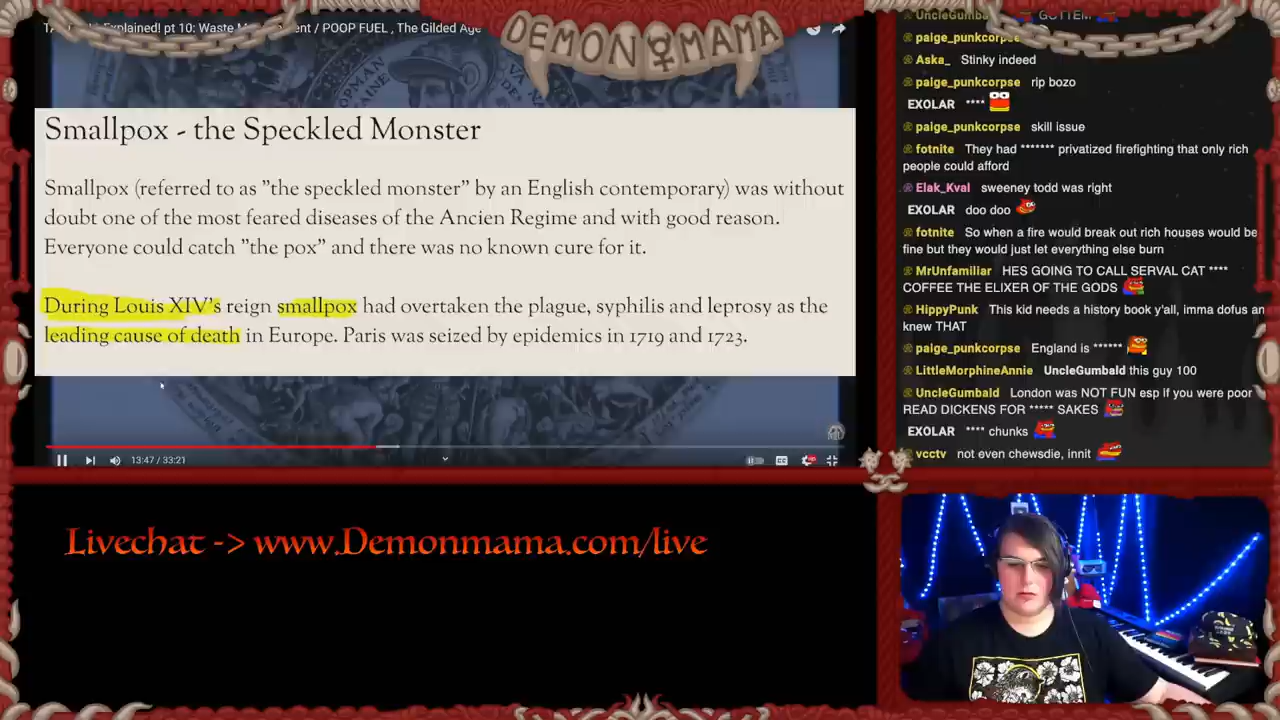 Explained! pt 10: Waste M
ent / POOP FUEL , The Gilded Age
DEMON MAMA
Smallpox - the Speckled Monster
Smallpox (referred to as "the speckled monster" by an English contemporary) was without
doubt one of the most feared diseases of the Ancien Regime and with good reason.
Everyone could catch "the pox" and there was no known cure for it.
During Louis XIV's reign smallpox had overtaken the plague, syphilis and leprosy as the
leading cause of death in Europe. Paris was seized by epidemics in 1719 and 1723.
13:47 / 33:21
Livechat -> www.Demonmama.com/live
UncleGumba GOTTEM
paige_punkcorpse
Aska_ Stinky indeed
paige_punkcorpse rip bozo
EXOLAR ****
paige_punkcorpse skill issue
fotnite They had ******* privatized firefighting that only rich
people could afford
Elak_Kval sweeney todd was right
EXOLAR doo doo
fotnite So when a fire would break out rich houses would be
fine but they would just let everything else burn
MrUnfamiliar HES GOING TO CALL SERVAL CAT ****
COFFEE THE ELIXER OF THE GODS
HippyPunk This kid needs a history book y'all, imma dofus an
knew THAT
paige_punkcorpse England is ******
LittleMorphineAnnie UncleGumbald this guy 100
UncleGumbald London was NOT FUN esp if you were poor
READ DICKENS FOR ***** SAKES
EXOLAR **** chunks
vcctv not even chewsdie, innit